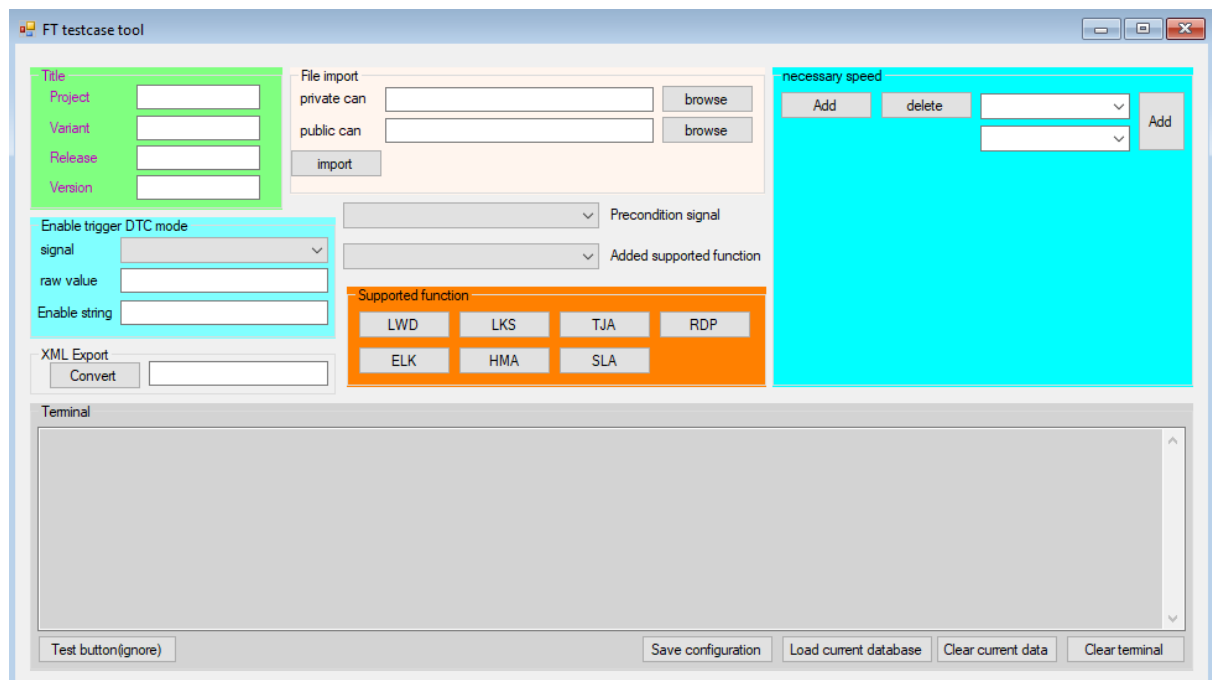 FT testcase tool
Title
Project
Variant
Release
Version
File import
private can
browse
public can
browse
import
necessary speed
Add
delete
Add
Enable trigger DTC mode
signal
raw value
Enable string
Precondition signal
Added supported function
Supported function
LWD
LKS
TJA
RDP
ELK
HMA
SLA
XML Export
Convert
Terminal
Test button(ignore)
Save configuration
Load current database
Clear current data
Clear terminal